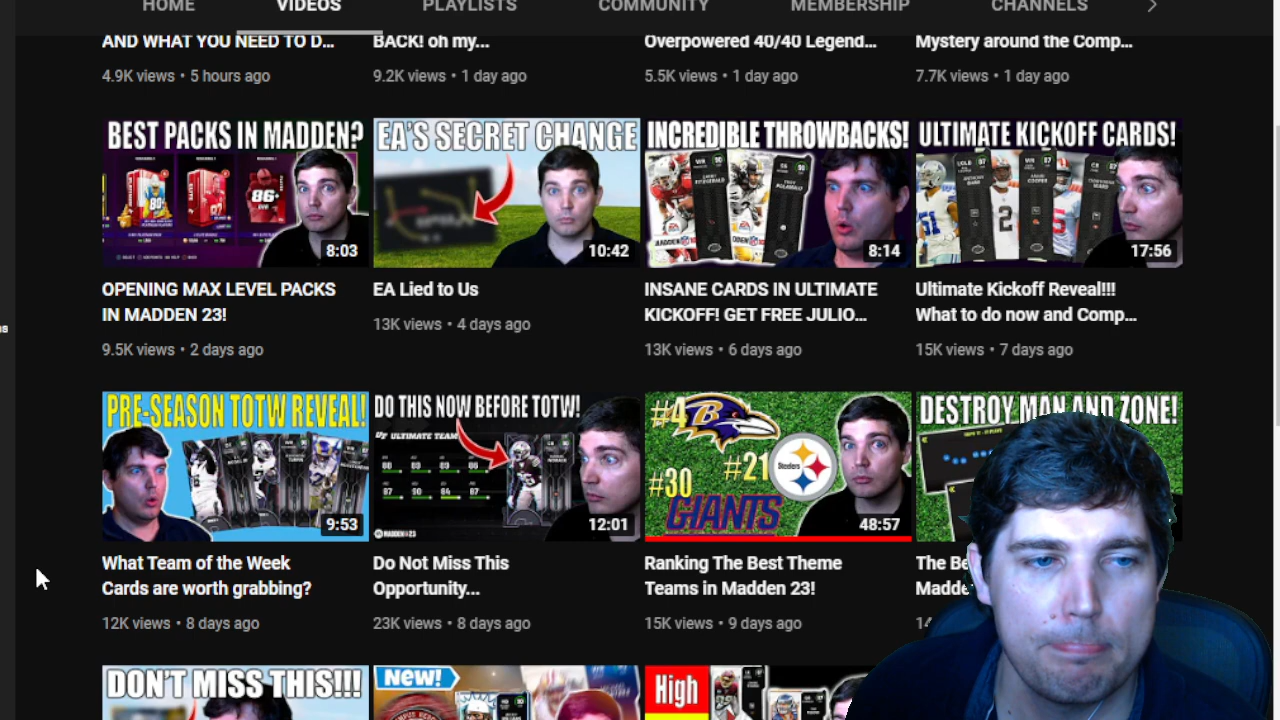 HOME VIDEOS PLAYLISTS COMMUNITY MEMBERSHIP CHANNELS
AND WHAT YOU NEED TO D...
4.9K views • 5 hours ago
BACK! oh my...
9.2K views • 1 day ago
Overpowered 40/40 Legend...
5.5K views • 1 day ago
Mystery around the Comp...
7.7K views • 1 day ago
BEST PACKS IN MADDEN?
86+
8:03
OPENING MAX LEVEL PACKS
IN MADDEN 23!
9.5K views • 2 days ago
EA'S SECRET CHANGE
10:42
EA Lied to Us
13K views • 4 days ago
INCREDIBLE THROWBACKS!
8:14
INSANE CARDS IN ULTIMATE
KICKOFF! GET FREE JULIO...
13K views • 6 days ago
ULTIMATE KICKOFF CARDS!
17:56
Ultimate Kickoff Reveal!!!
What to do now and Comp...
15K views • 7 days ago
PRE-SEASON TOTW REVEAL!
9:53
What Team of the Week
Cards are worth grabbing?
12K views • 8 days ago
DO THIS NOW BEFORE TOTW!
ULTIMATE TEAM
MADDEN 23
12:01
Do Not Miss This
Opportunity...
23K views • 8 days ago
#4
#21
Steelers
#30
GIANTS
48:57
Ranking The Best Theme
Teams in Madden 23!
15K views • 9 days ago
DESTROY MAN AND ZONE!
DON'T MISS THIS!!!
NEW!
High